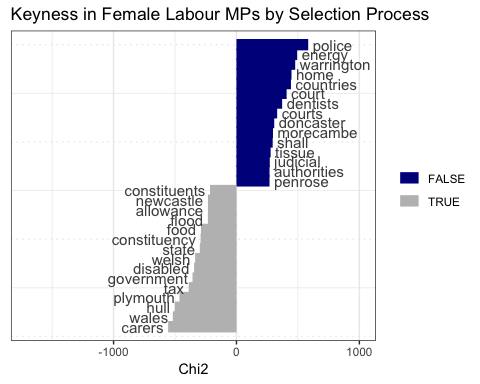 Keyness in Female Labour MPs by Selection Process
police
energy
warrington
home
countries
court
dentists
courts
doncaster
morecambe
shall
tissue
judicial
authorities
penrose
constituents
newcastle
allowance
flood
food
constituency
state
welsh
disabled
government
tax
plymouth
hull
wales
carers
FALSE
TRUE
-1000 0 1000
Chi2